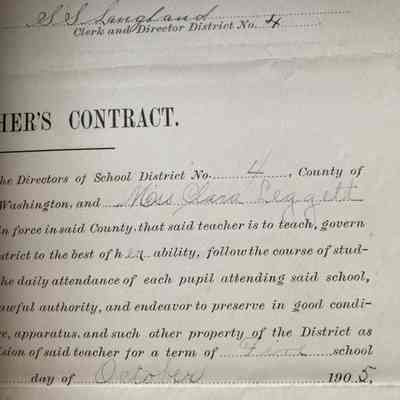 S S Langland
Clerk and Director District No. 4
HER'S CONTRACT.
he Directors of School District No. 4, County of
Washington, and Miss Clara Leggett
in force in said County, that said teacher is to teach, govern
strict to the best of her ability, follow the course of stud-
the daily attendance of each pupil attending said school,
awful authority, and endeavor to preserve in good condi-
e, apparatus, and such other property of the District as
ision of said teacher for a term of Five school
day of October 1905,